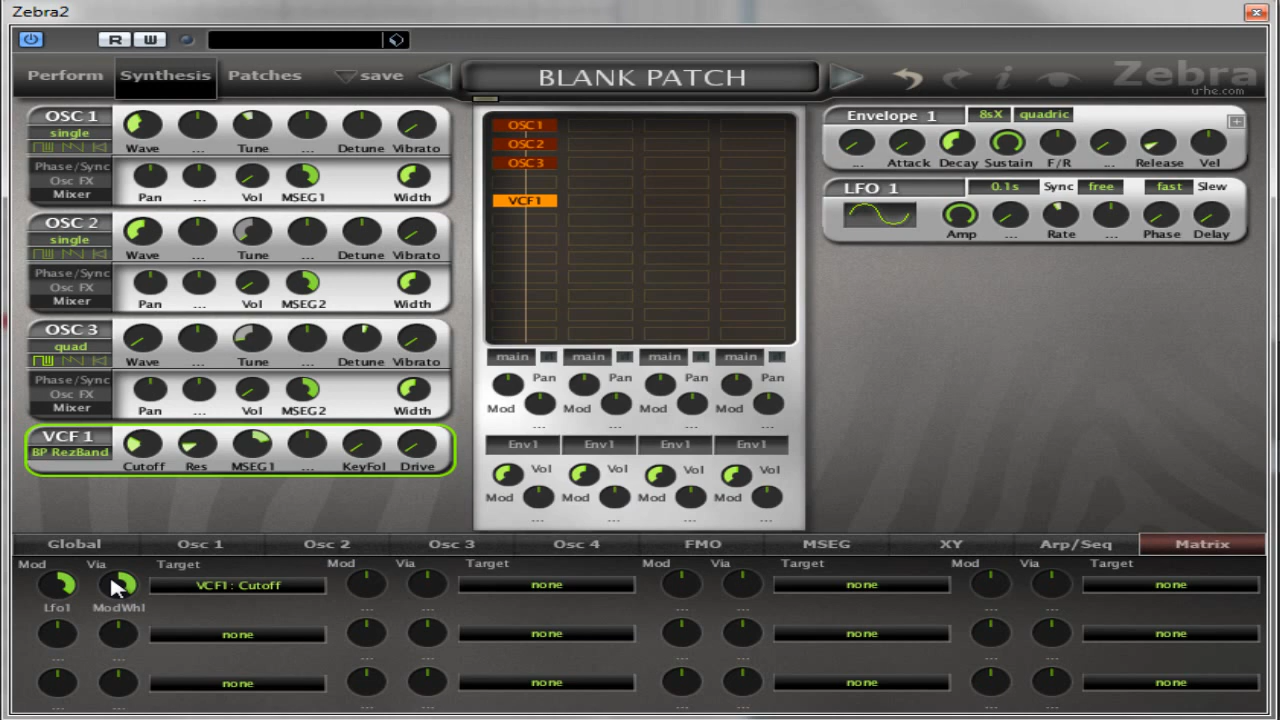 Zebra2
R W
Perform Synthesis Patches save BLANK PATCH Zebra
u-he.com
OSC 1
single
Wave ... Tune ... Detune Vibrato
Phase/Sync
Osc FX
Mixer
Pan ... Vol MSEG1 Width
OSC 2
single
Wave ... Tune ... Detune Vibrato
Phase/Sync
Osc FX
Mixer
Pan ... Vol MSEG2 Width
OSC 3
quad
Wave ... Tune ... Detune Vibrato
Phase/Sync
Osc FX
Mixer
Pan ... Vol MSEG2 Width
VCF 1
BP RezBand
Cutoff Res MSEG1 ... KeyFol Drive
OSC 1
OSC 2
OSC 3
VCF1
main main main main
Pan Pan Pan Pan
Mod Mod Mod Mod
... ... ... ...
Env1 Env1 Env1 Env1
Vol Vol Vol Vol
Mod Mod Mod Mod
... ... ... ...
Envelope 1 8sX quadric
... Attack Decay Sustain F/R ... Release Vel
LFO 1 0.1s Sync free fast Slew
Amp ... Rate ... Phase Delay
Global Osc 1 Osc 2 Osc 3 Osc 4 FMO MSEG XY Arp/Seq Matrix
Mod Via Target Mod Via Target Mod Via Target Mod Via Target
VCF1: Cutoff none none none
Lfo1 ModWhl ... ... ... ... ... ...
none none none none
... ... ... ... ... ... ... ...
none none none none
... ... ... ... ... ... ... ...